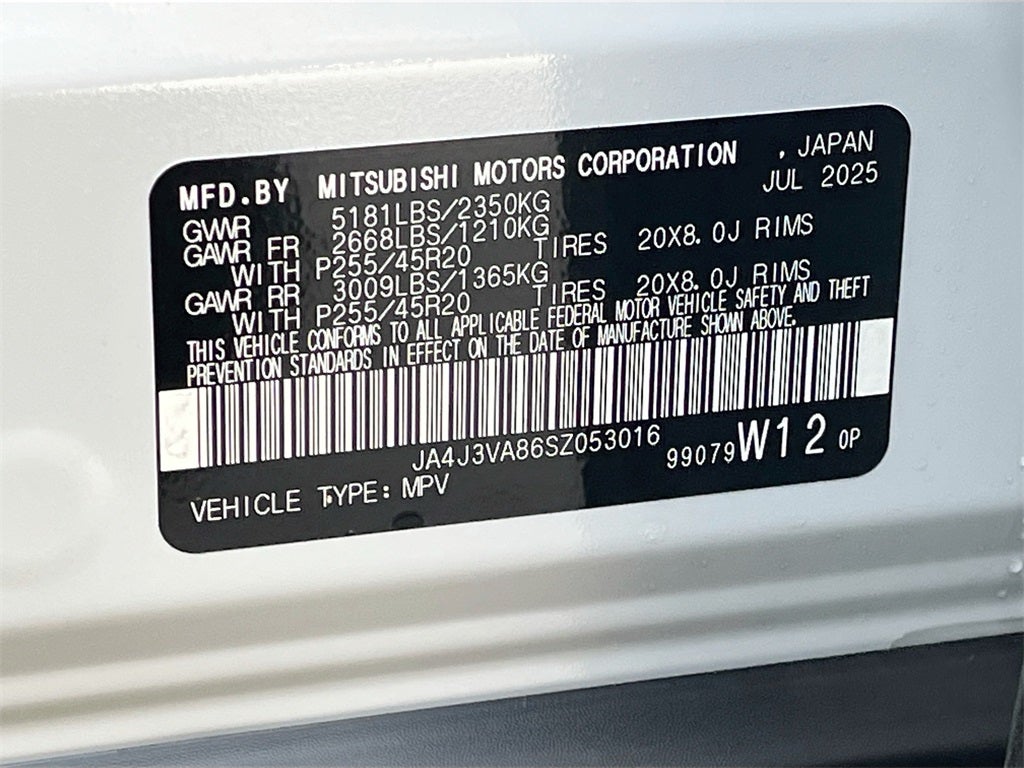 MFD.BY MITSUBISHI MOTORS CORPORATION , JAPAN
JUL 2025
GVWR 5181LBS/2350KG
GAWR FR 2668LBS/1210KG
WITH P255/45R20 TIRES 20X8.0J RIMS
GAWR RR 3009LBS/1365KG
WITH P255/45R20 TIRES 20X8.0J RIMS
THIS VEHICLE CONFORMS TO ALL APPLICABLE FEDERAL MOTOR VEHICLE SAFETY AND THEFT
PREVENTION STANDARDS IN EFFECT ON THE DATE OF MANUFACTURE SHOWN ABOVE.
JA4J3VA86SZ053016
99079 W12 0P
VEHICLE TYPE: MPV